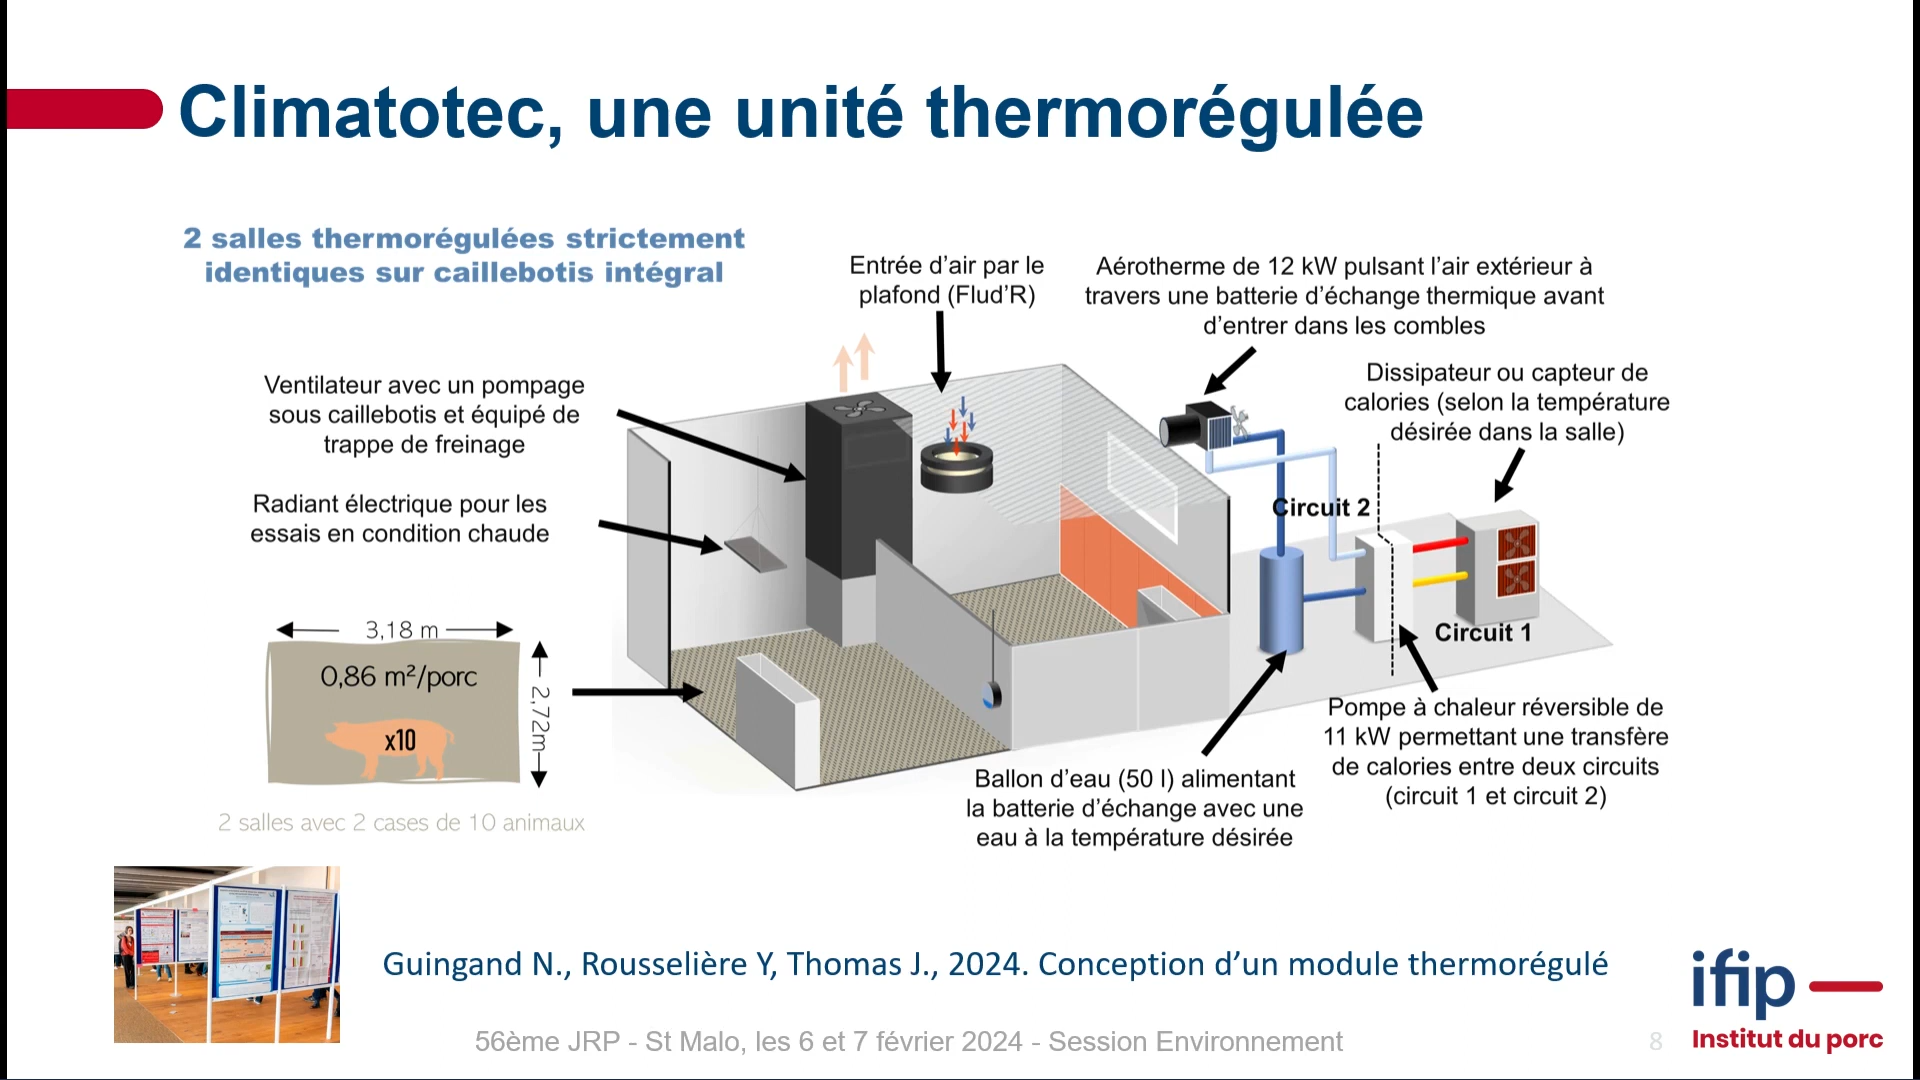 Climatotec, une unité thermorégulée
2 salles thermorégulées strictement
identiques sur caillebotis intégral
Entrée d'air par le
plafond (Flud'R)
Aérotherme de 12 kW pulsant l'air extérieur à
travers une batterie d'échange thermique avant
d'entrer dans les combles
Dissipateur ou capteur de
calories (selon la température
désirée dans la salle)
Ventilateur avec un pompage
sous caillebotis et équipé de
trappe de freinage
Radiant électrique pour les
essais en condition chaude
Circuit 2
Circuit 1
3,18 m
0,86 m²/porc
x10
2,72m
2 salles avec 2 cases de 10 animaux
Ballon d'eau (50 l) alimentant
la batterie d'échange avec une
eau à la température désirée
Pompe à chaleur réversible de
11 kW permettant une transfère
de calories entre deux circuits
(circuit 1 et circuit 2)
Guingand N., Rousselière Y, Thomas J., 2024. Conception d'un module thermorégulé
56ème JRP - St Malo, les 6 et 7 février 2024 - Session Environnement
8
ifip
Institut du porc